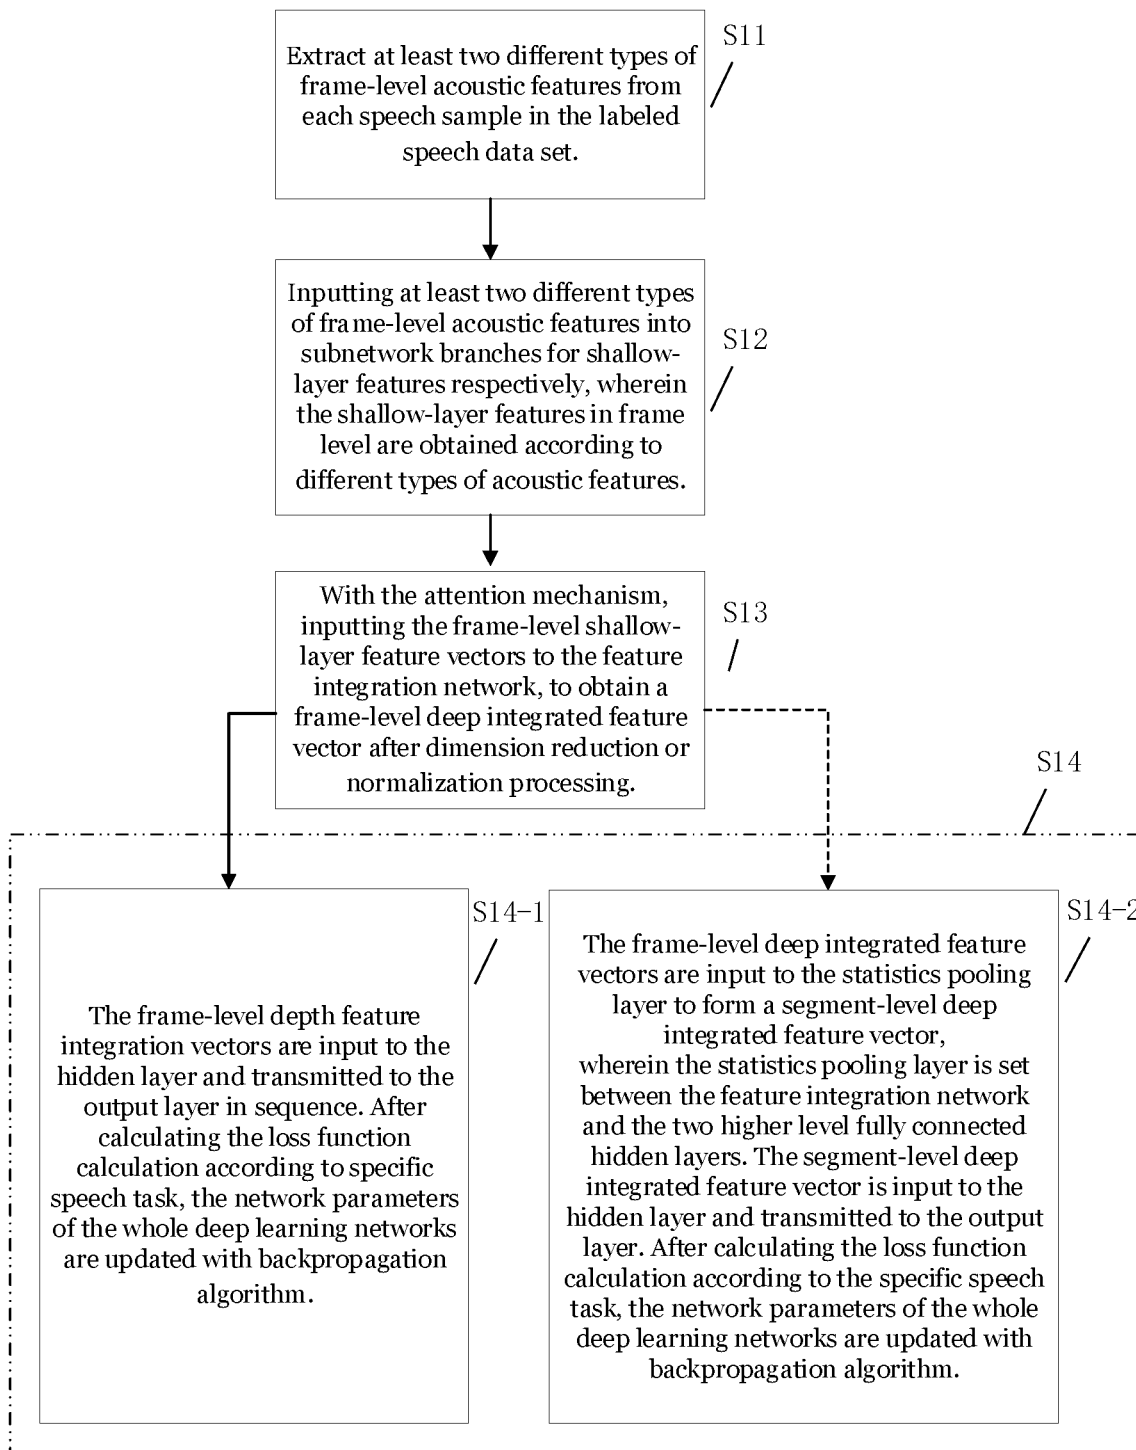 S11
Extract at least two different types of
frame-level acoustic features from
each speech sample in the labeled
speech data set.
Inputting at least two different types
of frame-level acoustic features into
subnetwork branches for shallow-
layer features respectively, wherein
the shallow-layer features in frame
level are obtained according to
different types of acoustic features.
S12
With the attention mechanism,
inputting the frame-level shallow-
layer feature vectors to the feature
integration network, to obtain a
frame-level deep integrated feature
vector after dimension reduction or
normalization processing.
S13
S14
S14-1
The frame-level depth feature
integration vectors are input to the
hidden layer and transmitted to the
output layer in sequence. After
calculating the loss function
calculation according to specific
speech task, the network parameters
of the whole deep learning networks
are updated with backpropagation
algorithm.
S14-2
The frame-level deep integrated feature
vectors are input to the statistics pooling
layer to form a segment-level deep
integrated feature vector,
wherein the statistics pooling layer is set
between the feature integration network
and the two higher level fully connected
hidden layers. The segment-level deep
integrated feature vector is input to the
hidden layer and transmitted to the output
layer. After calculating the loss function
calculation according to the specific speech
task, the network parameters of the whole
deep learning networks are updated with
backpropagation algorithm.